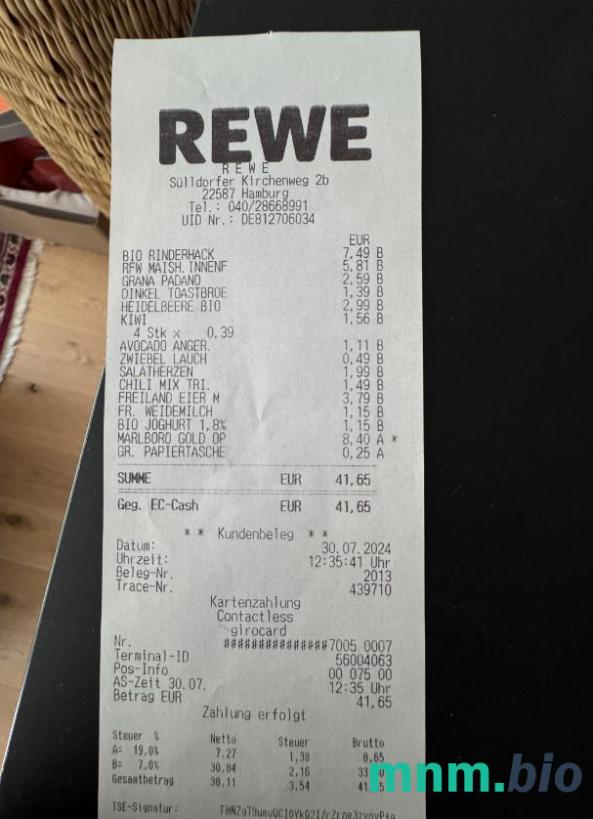 REWE
R E W E
Sülldorfer Kirchenweg 2b
22587 Hamburg
Tel.: 040/28668991
UID Nr.: DE812706034
EUR
BIO RINDERHACK 7,49 B
RFW MAISH.INNENF 5,81 B
GRANA PADANO 2,59 B
DINKEL TOASTBROE 1,39 B
HEIDELBEERE BIO 2,99 B
KIWI 1,56 B
4 Stk x 0,39
AVOCADO ANGER. 1,11 B
ZWIEBEL LAUCH 0,49 B
SALATHERZEN 1,99 B
CHILI MIX TRI. 1,49 B
FREILAND EIER M 3,79 B
FR. WEIDEMILCH 1,15 B
BIO JOGHURT 1,8% 1,15 B
MARLBORO GOLD OP 8,40 A *
GR. PAPIERTASCHE 0,25 A
SUMME EUR 41,65
Geg. EC-Cash EUR 41,65
* * Kundenbeleg * *
Datum: 30.07.2024
Uhrzeit: 12:35:41 Uhr
Beleg-Nr. 2013
Trace-Nr. 439710
Kartenzahlung
Contactless
girocard
Nr. ###############7005 0007
Terminal-ID 56004063
Pos-Info 00 075 00
AS-Zeit 30.07. 12:35 Uhr
Betrag EUR 41,65
Zahlung erfolgt
Steuer % Netto Steuer Brutto
A= 19,0% 7,27 1,38 8,65
B= 7,0% 30,84 2,16
Gesamtbetrag 38,11 3,54
TSE-Signatur:
mnm.bio